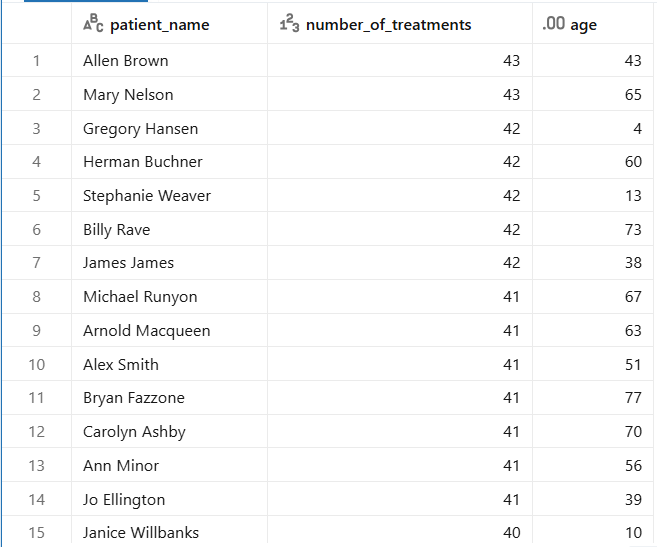 ABC patient_name 123 number_of_treatments .00 age
1 Allen Brown 43 43
2 Mary Nelson 43 65
3 Gregory Hansen 42 4
4 Herman Buchner 42 60
5 Stephanie Weaver 42 13
6 Billy Rave 42 73
7 James James 42 38
8 Michael Runyon 41 67
9 Arnold Macqueen 41 63
10 Alex Smith 41 51
11 Bryan Fazzone 41 77
12 Carolyn Ashby 41 70
13 Ann Minor 41 56
14 Jo Ellington 41 39
15 Janice Willbanks 40 10